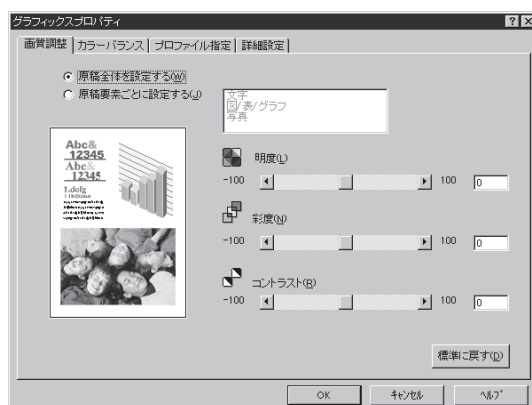 グラフィックスプロパティ
画質調整 カラーバランス プロファイル指定 詳細設定
原稿全体を設定する(W)
原稿要素ごとに設定する(J)
文字
図/表/グラフ
写真
Abc&
12345
Abc&
12345
1.defg
明度(L)
-100 100 0
彩度(N)
-100 100 0
コントラスト(R)
-100 100 0
標準に戻す(D)
OK キャンセル ヘルプ